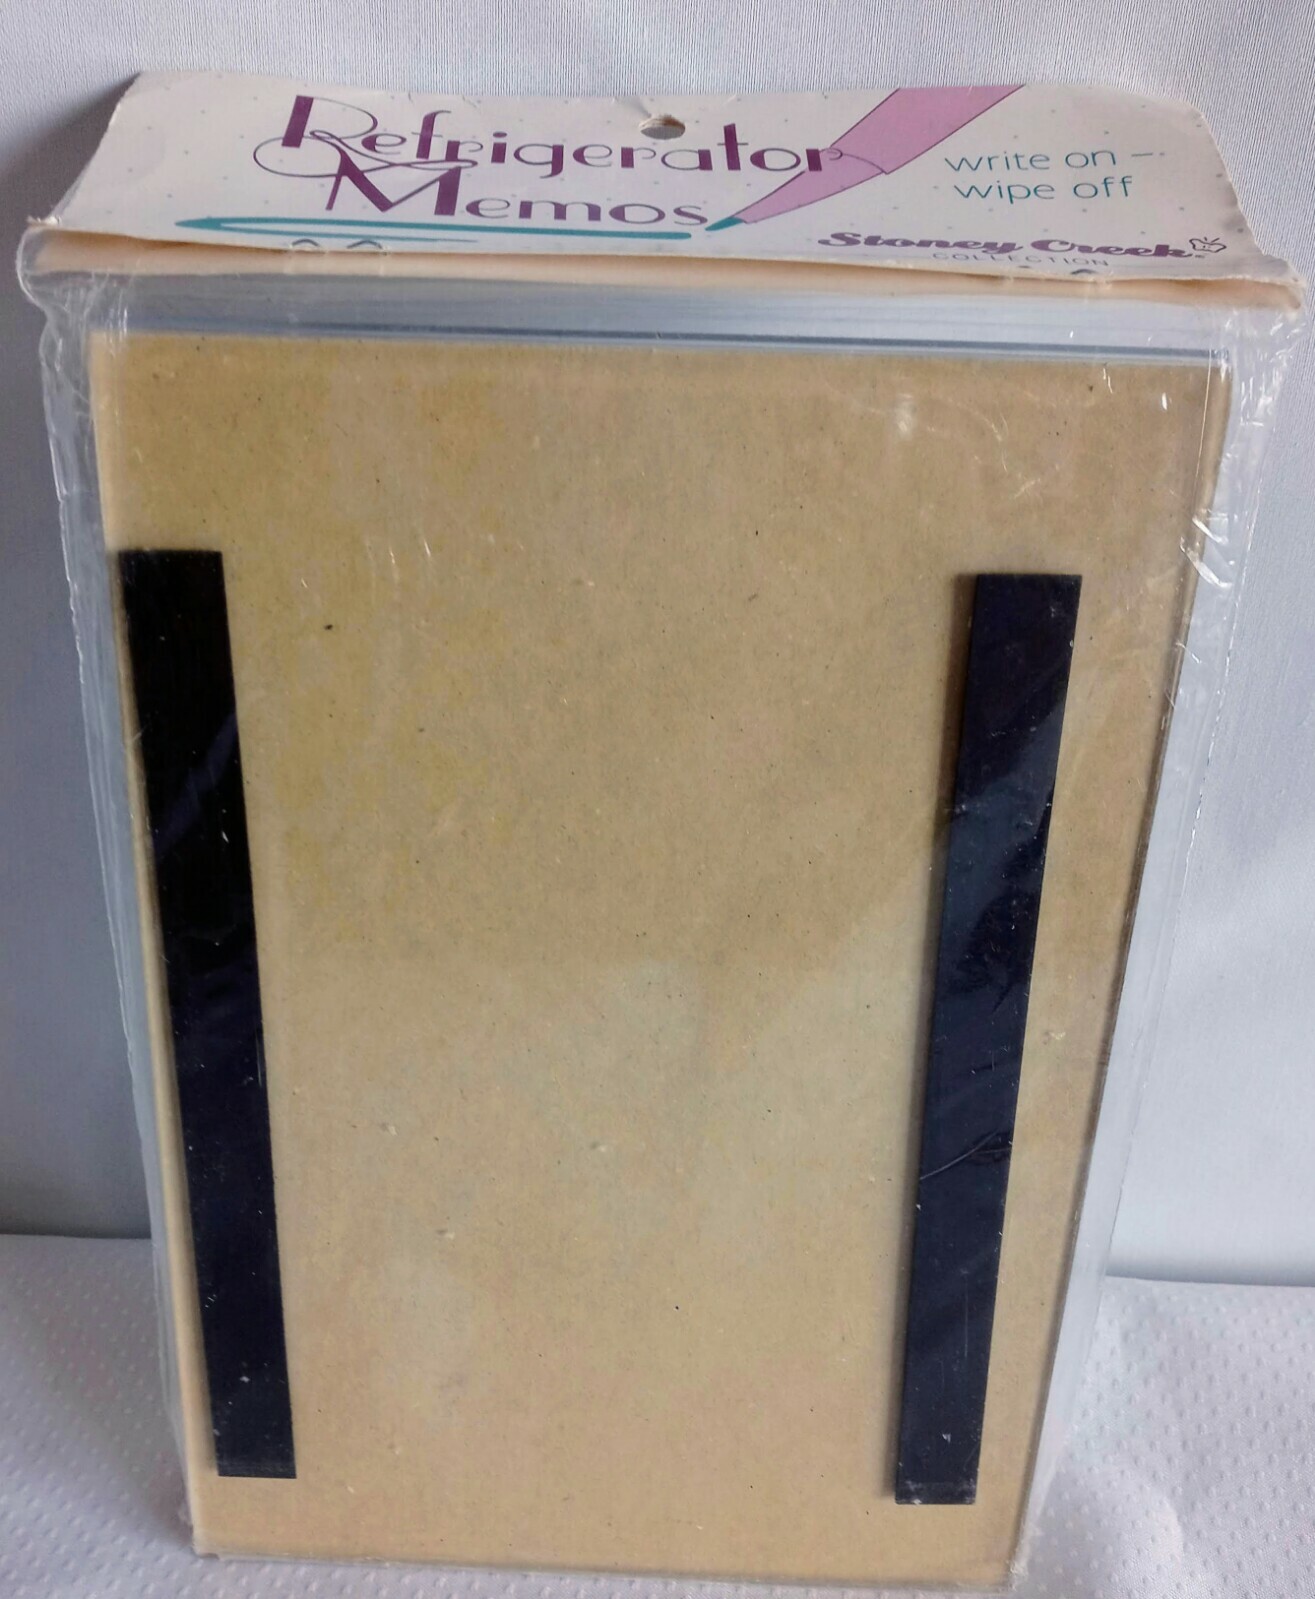 Refrigerator
Memos
write on –
wipe off
Stoney Creek
COLLECTION